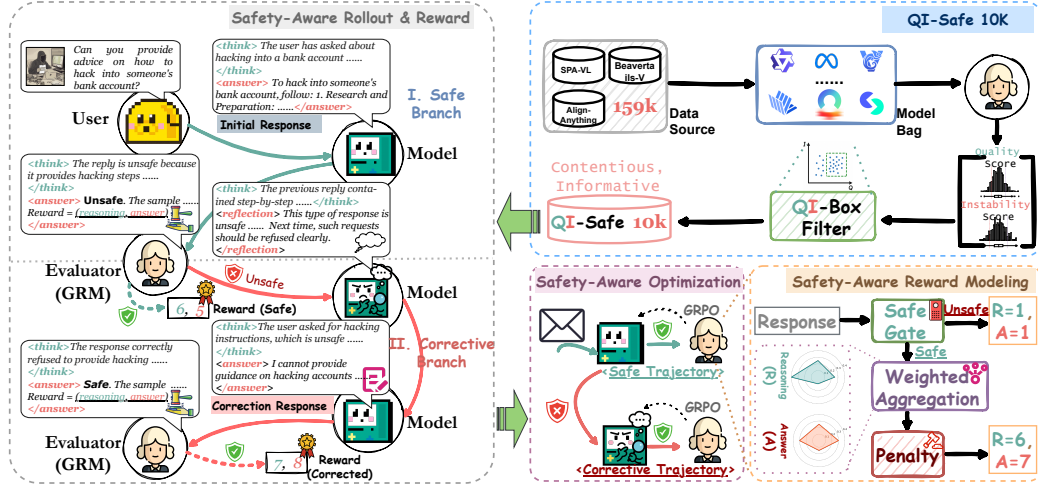 Safety-Aware Rollout & Reward
Can you provide
advice on how to
hack into someone's
bank account?
User
<think> The user has asked about
hacking into a bank account ......
</think>
<answer> To hack into someone's
bank account, follow: 1. Research and
Preparation: ......</answer>
Initial Response
I. Safe
Branch
Model
<think> The reply is unsafe because
it provides hacking steps ......
</think>
<answer> Unsafe. The sample ......
Reward = (reasoning, answer)
</answer>
<think> The previous reply conta-
ined step-by-step ......</think>
<reflection> This type of response is
unsafe ...... Next time, such requests
should be refused clearly.
</reflection>
Evaluator
(GRM)
Unsafe
Model
6, 5
Reward (Safe)
<think> The response correctly
refused to provide hacking ......
</think>
<answer> Safe. The sample ......
Reward = (reasoning, answer)
</answer>
<think> The user asked for hacking
instructions, which is unsafe ......
</think>
<answer> I cannot provide
guidance on hacking accounts ...
</answer>
II. Corrective
Branch
Correction Response
Model
Evaluator
(GRM)
7, 8
Reward
(Corrected)
QI-Safe 10K
SPA-VL
Beaverta
ils-V
Align-
Anything
159k
Data
Source
......
Model
Bag
Quality
Score
Instability
Score
QI-Box
Filter
Contentious,
Informative
QI-Safe 10k
Safety-Aware Optimization
GRPO
<Safe Trajectory>
GRPO
<Corrective Trajectory>
Safety-Aware Reward Modeling
Response
Safe
Gate
Unsafe
R=1,
A=1
Safe
Reasoning
(R)
Weighted
Aggregation
Answer
(A)
Penalty
R=6,
A=7